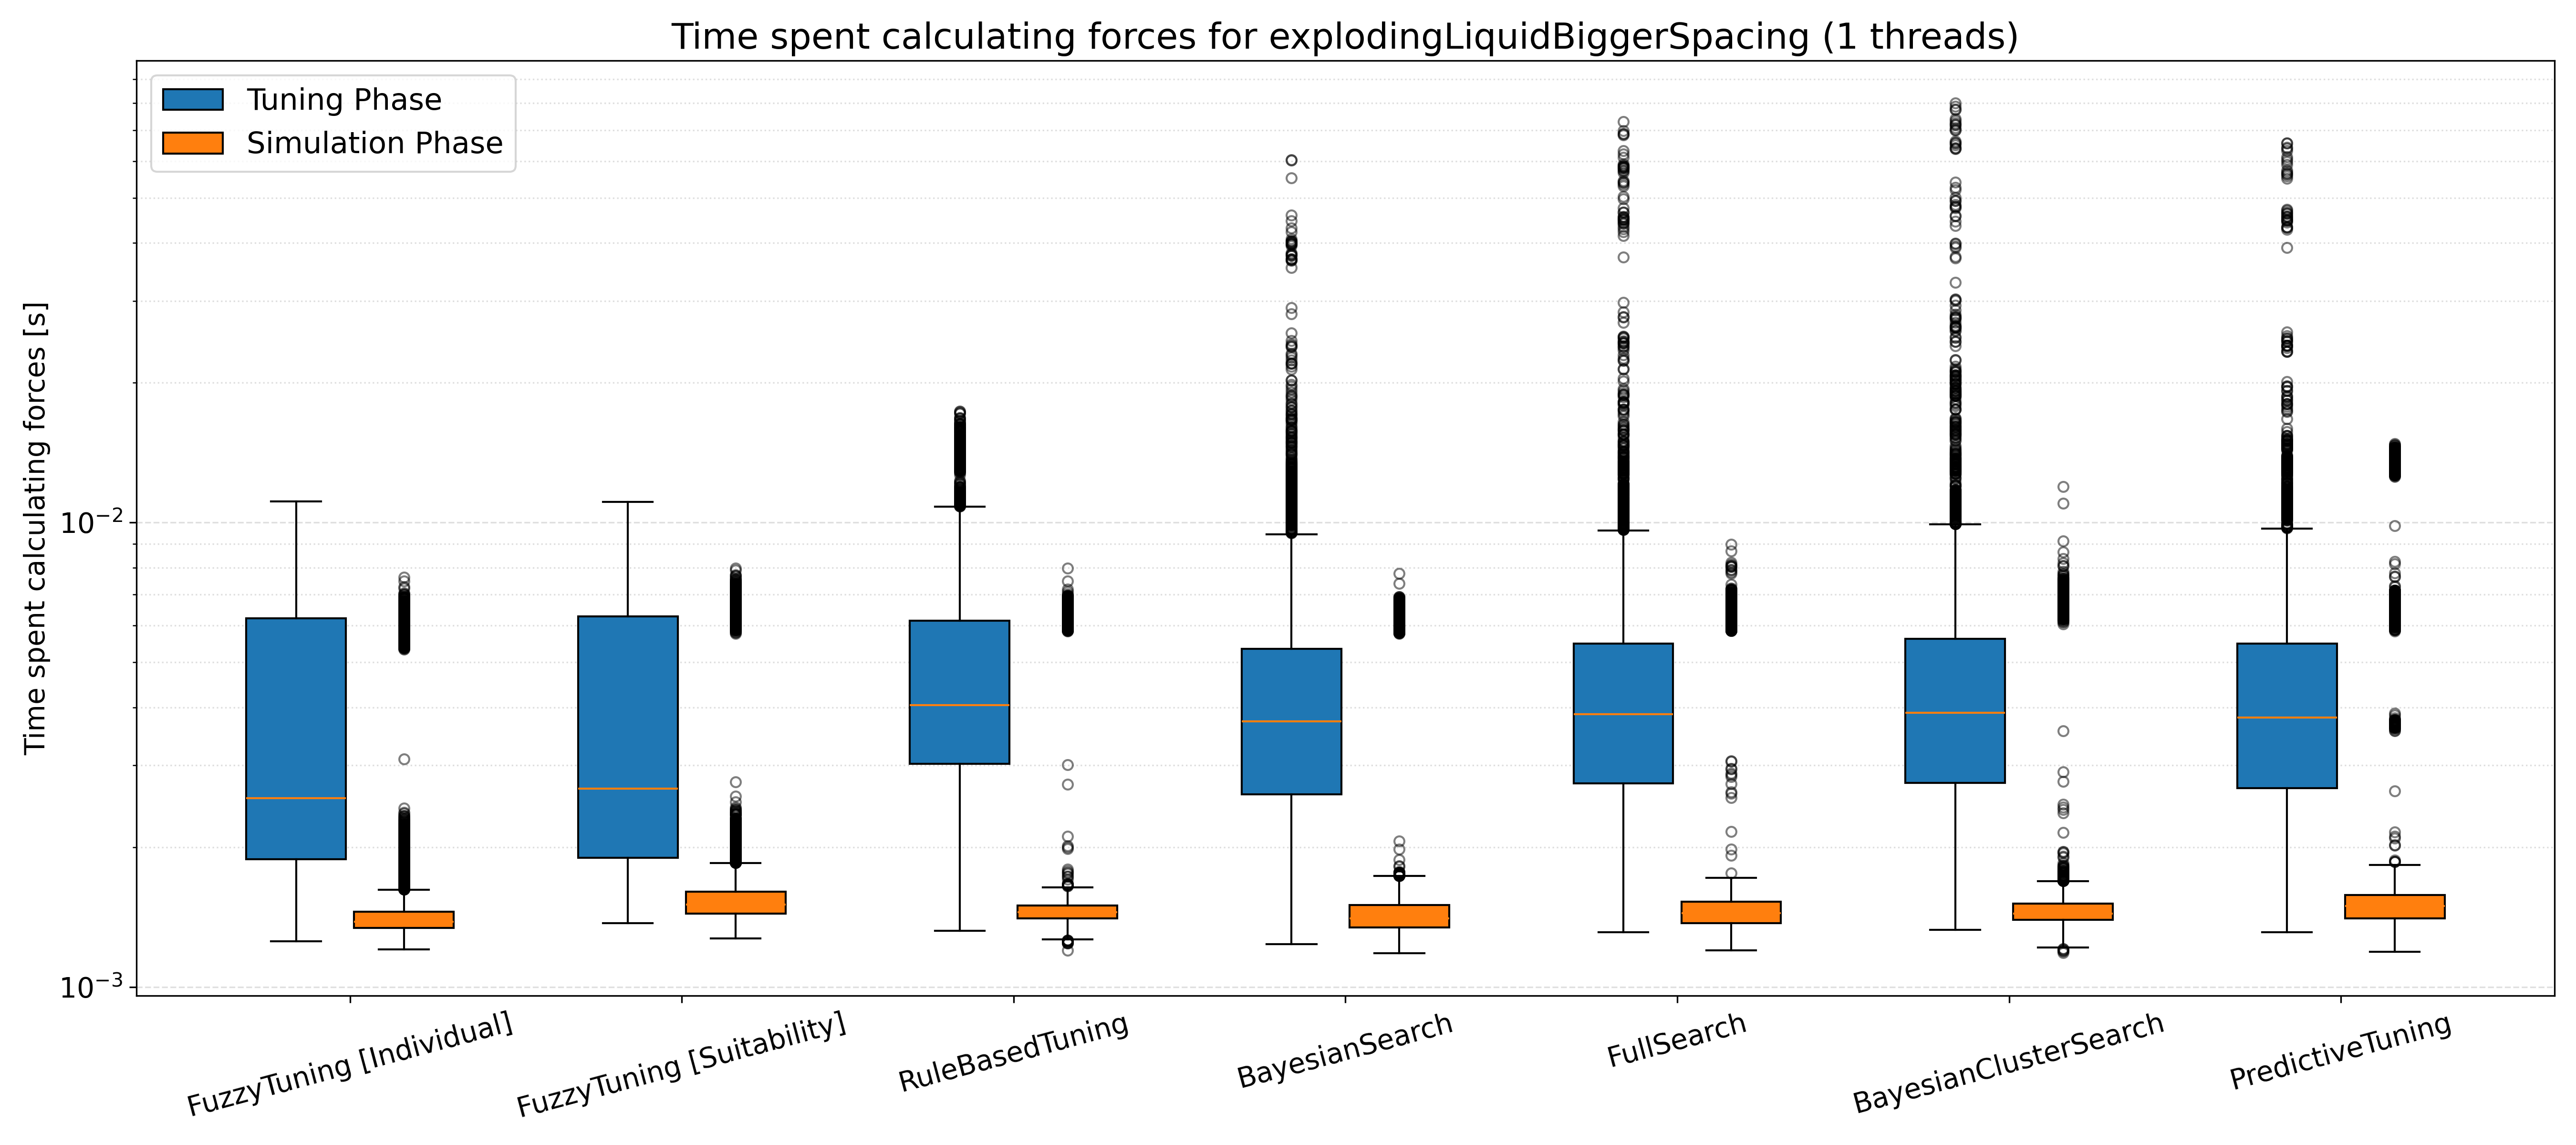 Time spent calculating forces for explodingLiquidBiggerSpacing (1 threads)
Tuning Phase
Simulation Phase
Time spent calculating forces [s]
10⁻²
10⁻³
FuzzyTuning [Individual]
FuzzyTuning [Suitability]
RuleBasedTuning
BayesianSearch
FullSearch
BayesianClusterSearch
PredictiveTuning